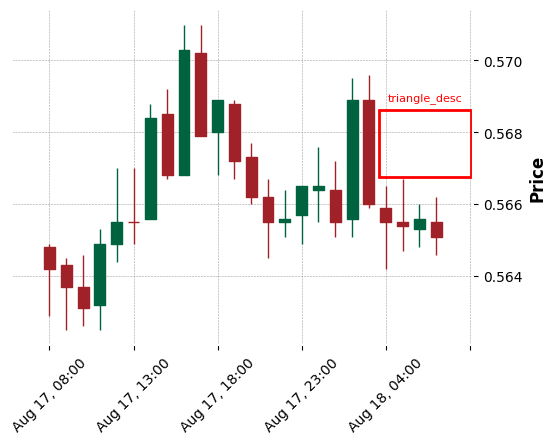 0.570
triangle_desc
0.568
Price
0.566
0.564
Aug 17, 08:00
Aug 17, 13:00
Aug 17, 18:00
Aug 17, 23:00
Aug 18, 04:00